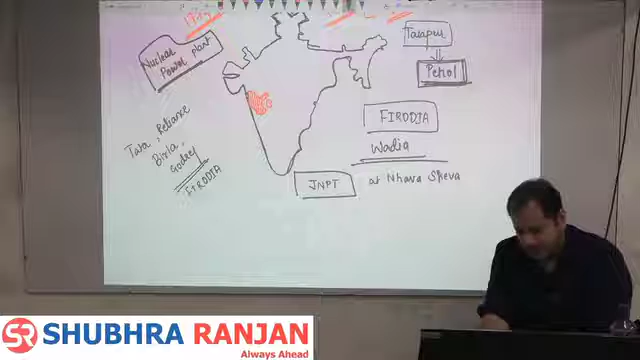 Nuclear
Power plant
Tarapur
Petrol
Tata, Reliance
Birla,
Godrej
FIRODIA
FIRODIA
Wadia
JNPT at Nhava Sheva
SR SHUBHRA RANJAN
Always Ahead